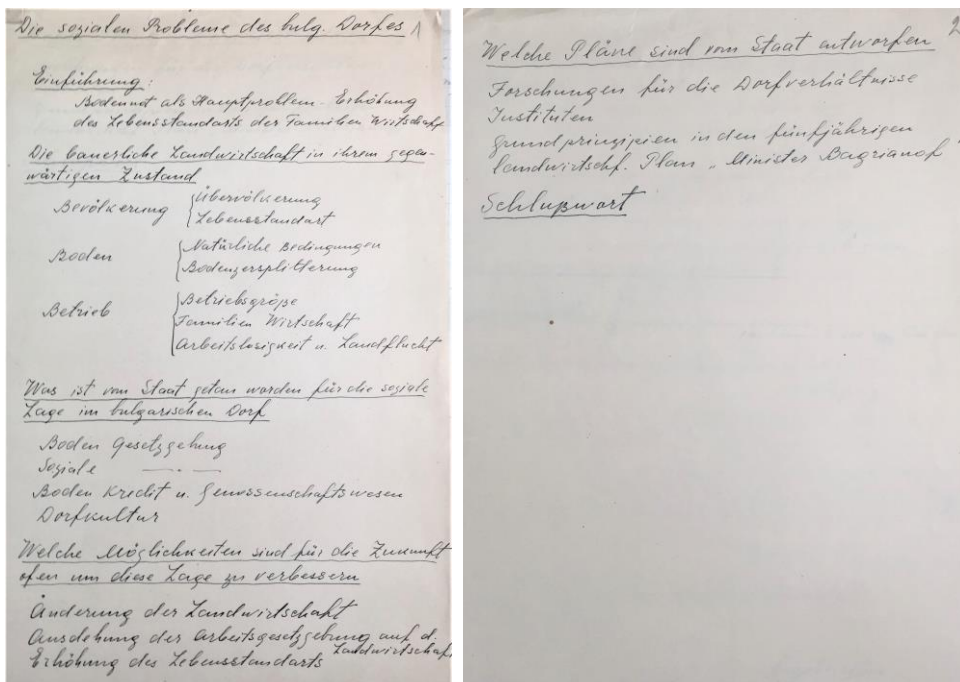 Die sozialen Probleme des bulg. Dorfes 1
Einführung:
Bodennot als Hauptproblem - Erhöhung
des Lebensstandarts der Familien Wirtschaft
Die bauerliche Landwirtschaft in ihrem gegen-
wärtigen Zustand
Bevölkerung { Übervölkerung
Lebensstandart
Boden { Natürliche Bedingungen
Bodenzersplitterung
Betrieb { Betriebsgröße
Familien Wirtschaft
Arbeitslosigkeit u. Landflucht
Was ist vom Staat getan worden für die soziale
Lage im bulgarischen Dorf
Boden Gesetzgebung
Soziale — . —
Boden Kredit u. Genossenschaftswesen
Dorfkultur
Welche Möglichkeiten sind für die Zukunft
ofen um diese Lage zu verbessern
Änderung der Landwirtschaft
Ausdehung der Arbeitsgesetzgebung auf d.
Landwirtschaf
Erhöhung des Lebensstandarts
2
Welche Pläne sind vom Staat entworfen
Forschungen für die Dorfverhältnisse
Instituten
Grundprinzipien in den fünfjährigen
landwirtschf. Plan „Minister Bagrianof"
Schlußwort